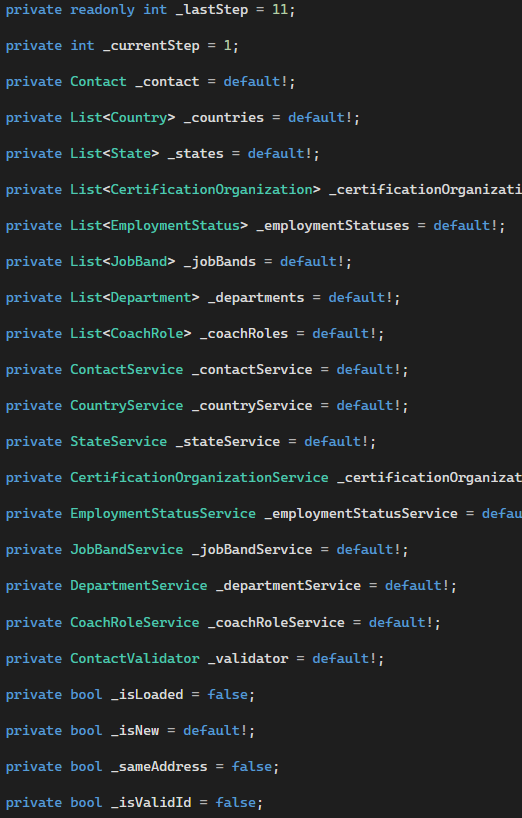 private readonly int _lastStep = 11;
private int _currentStep = 1;
private Contact _contact = default!;
private List<Country> _countries = default!;
private List<State> _states = default!;
private List<CertificationOrganization> _certificationOrganizati
private List<EmploymentStatus> _employmentStatuses = default!;
private List<JobBand> _jobBands = default!;
private List<Department> _departments = default!;
private List<CoachRole> _coachRoles = default!;
private ContactService _contactService = default!;
private CountryService _countryService = default!;
private StateService _stateService = default!;
private CertificationOrganizationService _certificationOrganizat
private EmploymentStatusService _employmentStatusService = defau
private JobBandService _jobBandService = default!;
private DepartmentService _departmentService = default!;
private CoachRoleService _coachRoleService = default!;
private ContactValidator _validator = default!;
private bool _isLoaded = false;
private bool _isNew = default!;
private bool _sameAddress = false;
private bool _isValidId = false;